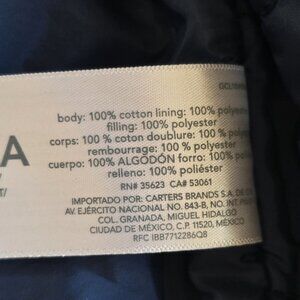 body: 100% cotton lining: 100% polyester
filling: 100% polyester
corps: 100 % coton doublure: 100%
rembourrage: 100% polyester
cuerpo: 100% ALGODÓN forro: 100%
relleno: 100% poliéster
RN# 35623 CA# 53061
IMPORTADO POR: CARTERS BRANDS S.A. DE
AV. EJÉRCITO NACIONAL NO. 843-B, NO. INT
COL. GRANADA, MIGUEL HIDALGO
CIUDAD DE MÉXICO, C.P. 11520, MÉXICO
RFC IBB7712286Q8
A